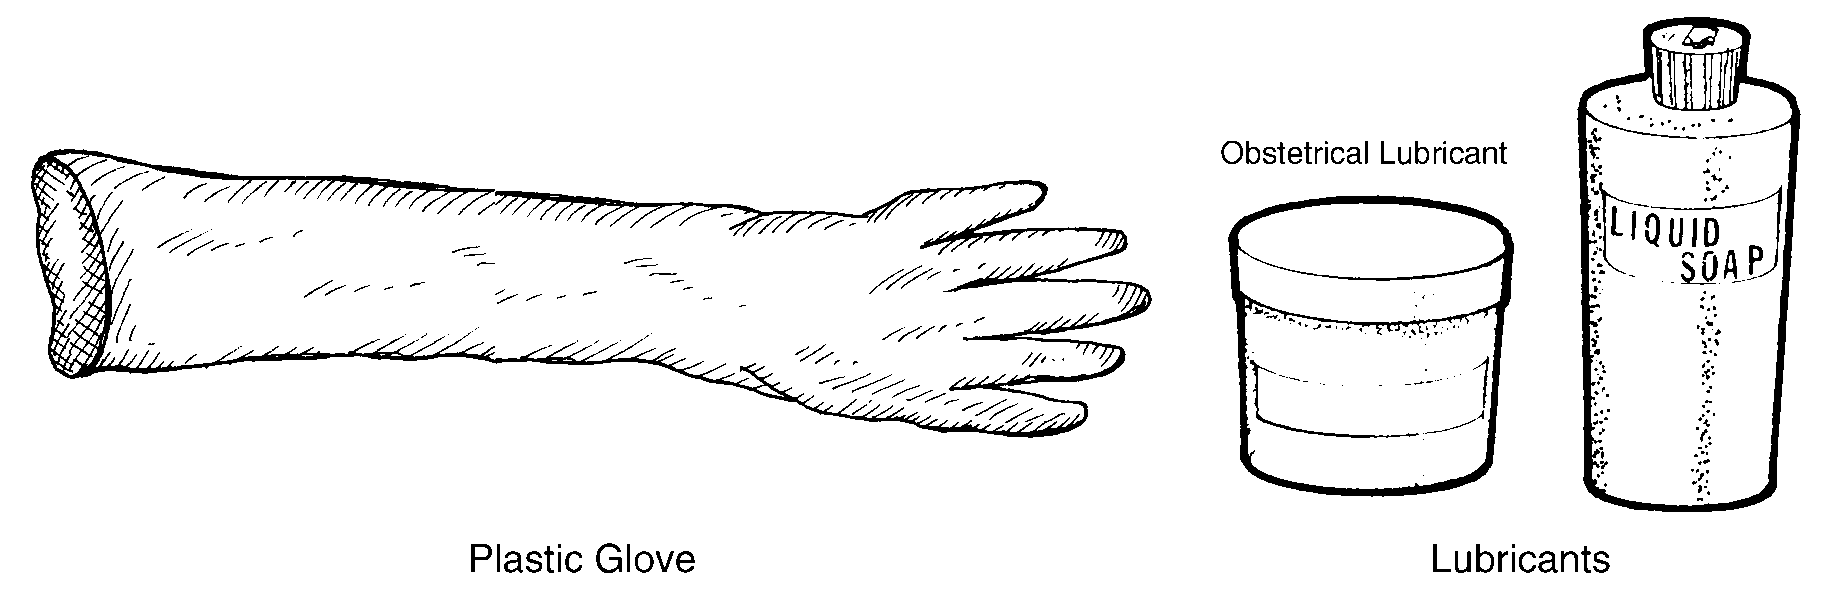 Obstetrical Lubricant
LIQUID
SOAP
Plastic Glove
Lubricants